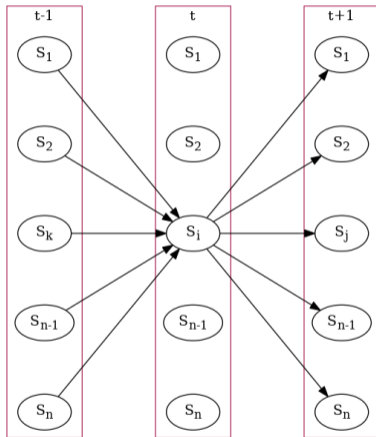 t-1 t t+1
S1 S1 S1
S2 S2 S2
Sk Si Sj
Sn-1 Sn-1 Sn-1
Sn Sn Sn